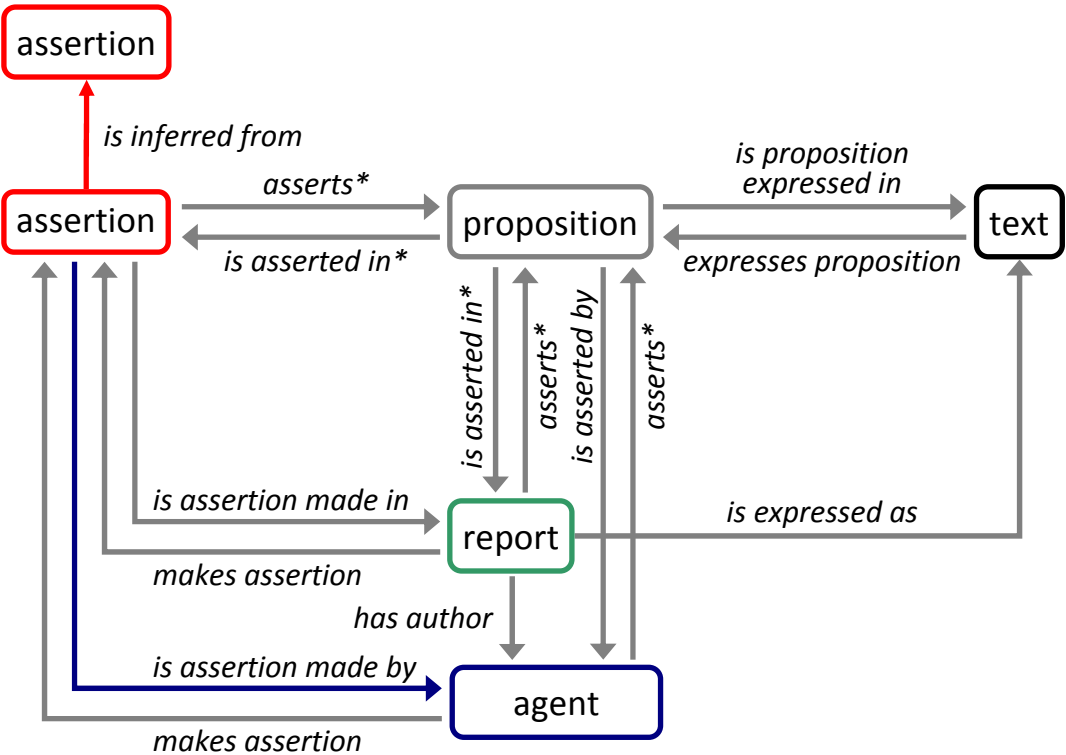 assertion
is inferred from
assertion
asserts*
is asserted in*
proposition
is proposition
expressed in
expresses proposition
text
is asserted in*
asserts*
is asserted by
asserts*
is assertion made in
makes assertion
report
is expressed as
has author
is assertion made by
makes assertion
agent